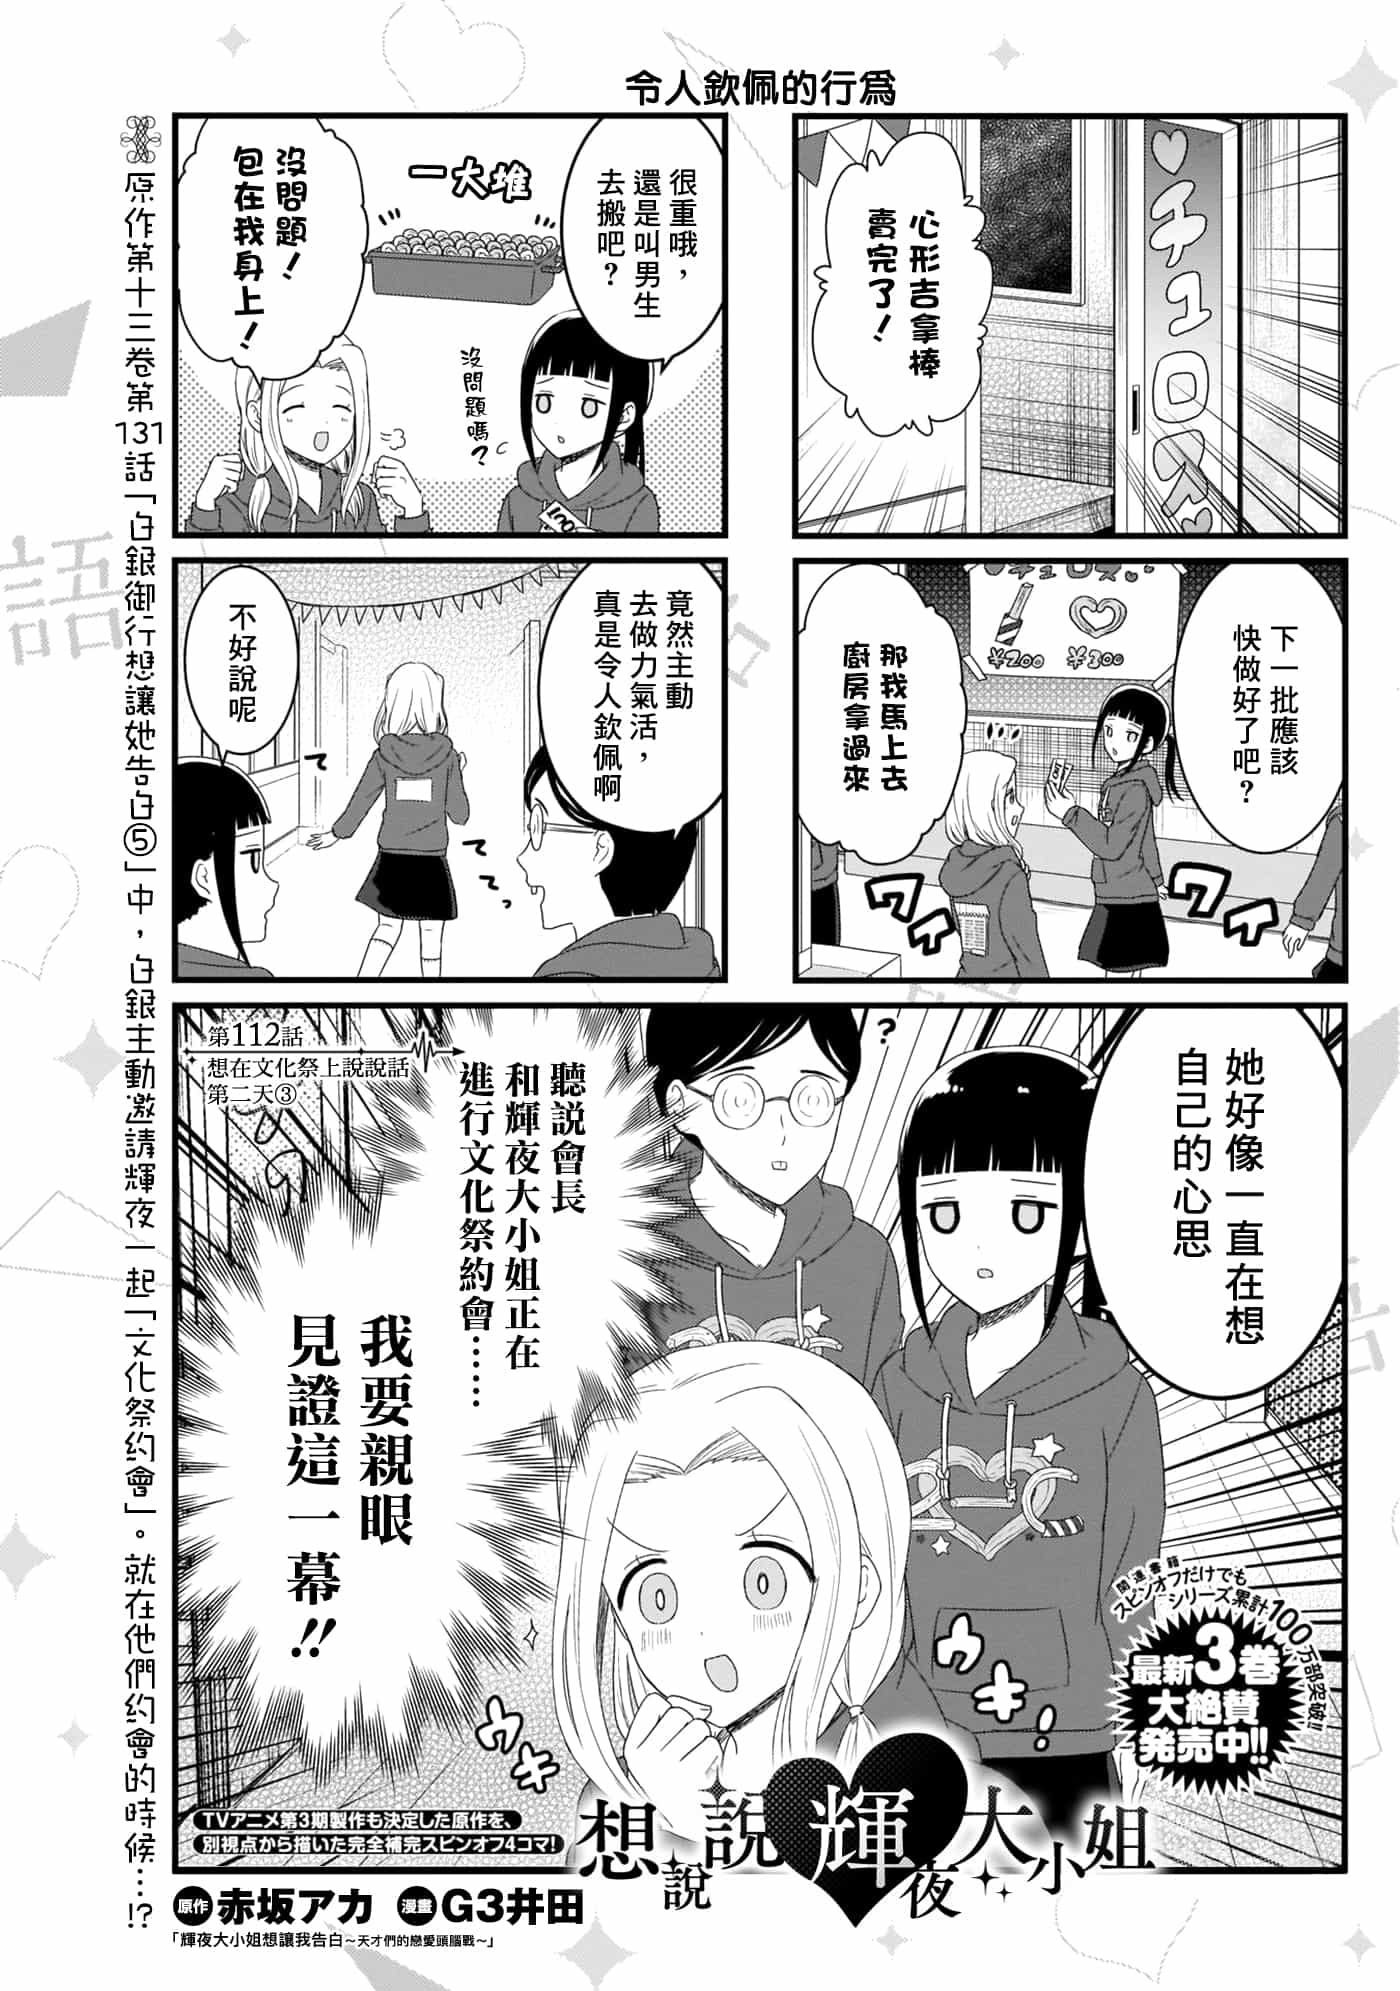 令人欽佩的行為
♥チュロス♥
心形吉拿棒
賣完了！
下一批應該
快做好了吧？
那我馬上去
廚房拿過來
¥200
¥300
ワイ
ワイ
很重哦，
還是叫男生
去搬吧？
一大堆
沒問題！
包在我身上！
沒問題嗎？
竟然主動
去做力氣活，
真是令人欽佩啊
不好說呢
て
て
て
她好像一直在想
自己的心思
？
聽説會長
和輝夜大小姐正在
進行文化祭約會……
我要親眼
見證這一幕!!
第112話
想在文化祭上說說話
第二天③
ウキ
ウキ！
関連書籍
スピンオフだけでも
シリーズ累計100万部突破!!
最新3巻
大絶賛
発売中!!
想說說輝夜大小姐
TVアニメ第3期製作も決定した原作を、
別視点から描いた完全補完スピンオフ4コマ！
原作 赤坂アカ 漫畫 G3井田
「輝夜大小姐想讓我告白～天才們的戀愛頭腦戰～」
原作第十三卷第131話「白銀御行想讓她告白⑤」中，白銀主動邀請輝夜一起「文化祭約會」。就在他們約會的時候…!?